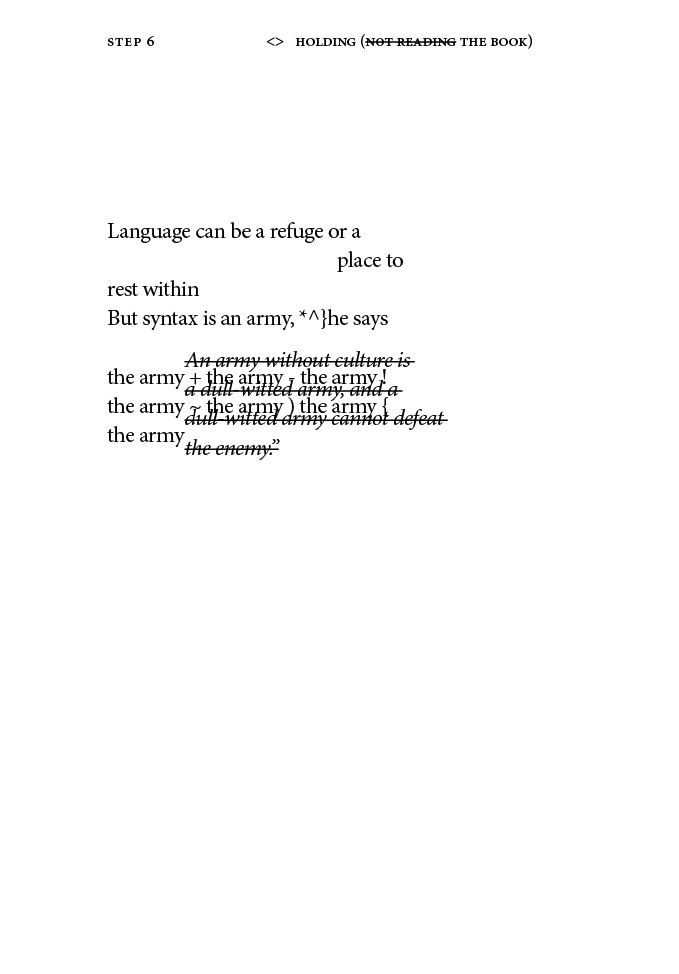 STEP 6 <> HOLDING (NOT READING THE BOOK)
Language can be a refuge or a
place to
rest within
But syntax is an army, *^}he says
An army without culture is
the army + the army - the army !
a dull-witted army, and a
the army ~ the army ) the army {
dull-witted army cannot defeat
the army
the enemy.”